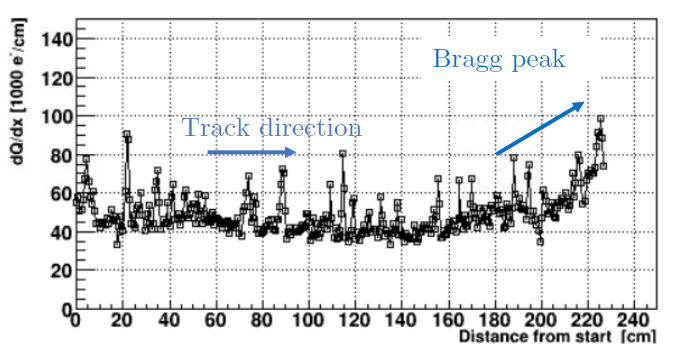 dQ/dx [1000 e⁻/cm]
140
120
100
80
60
40
20
0
Bragg peak
Track direction
0 20 40 60 80 100 120 140 160 180 200 220 240
Distance from start [cm]